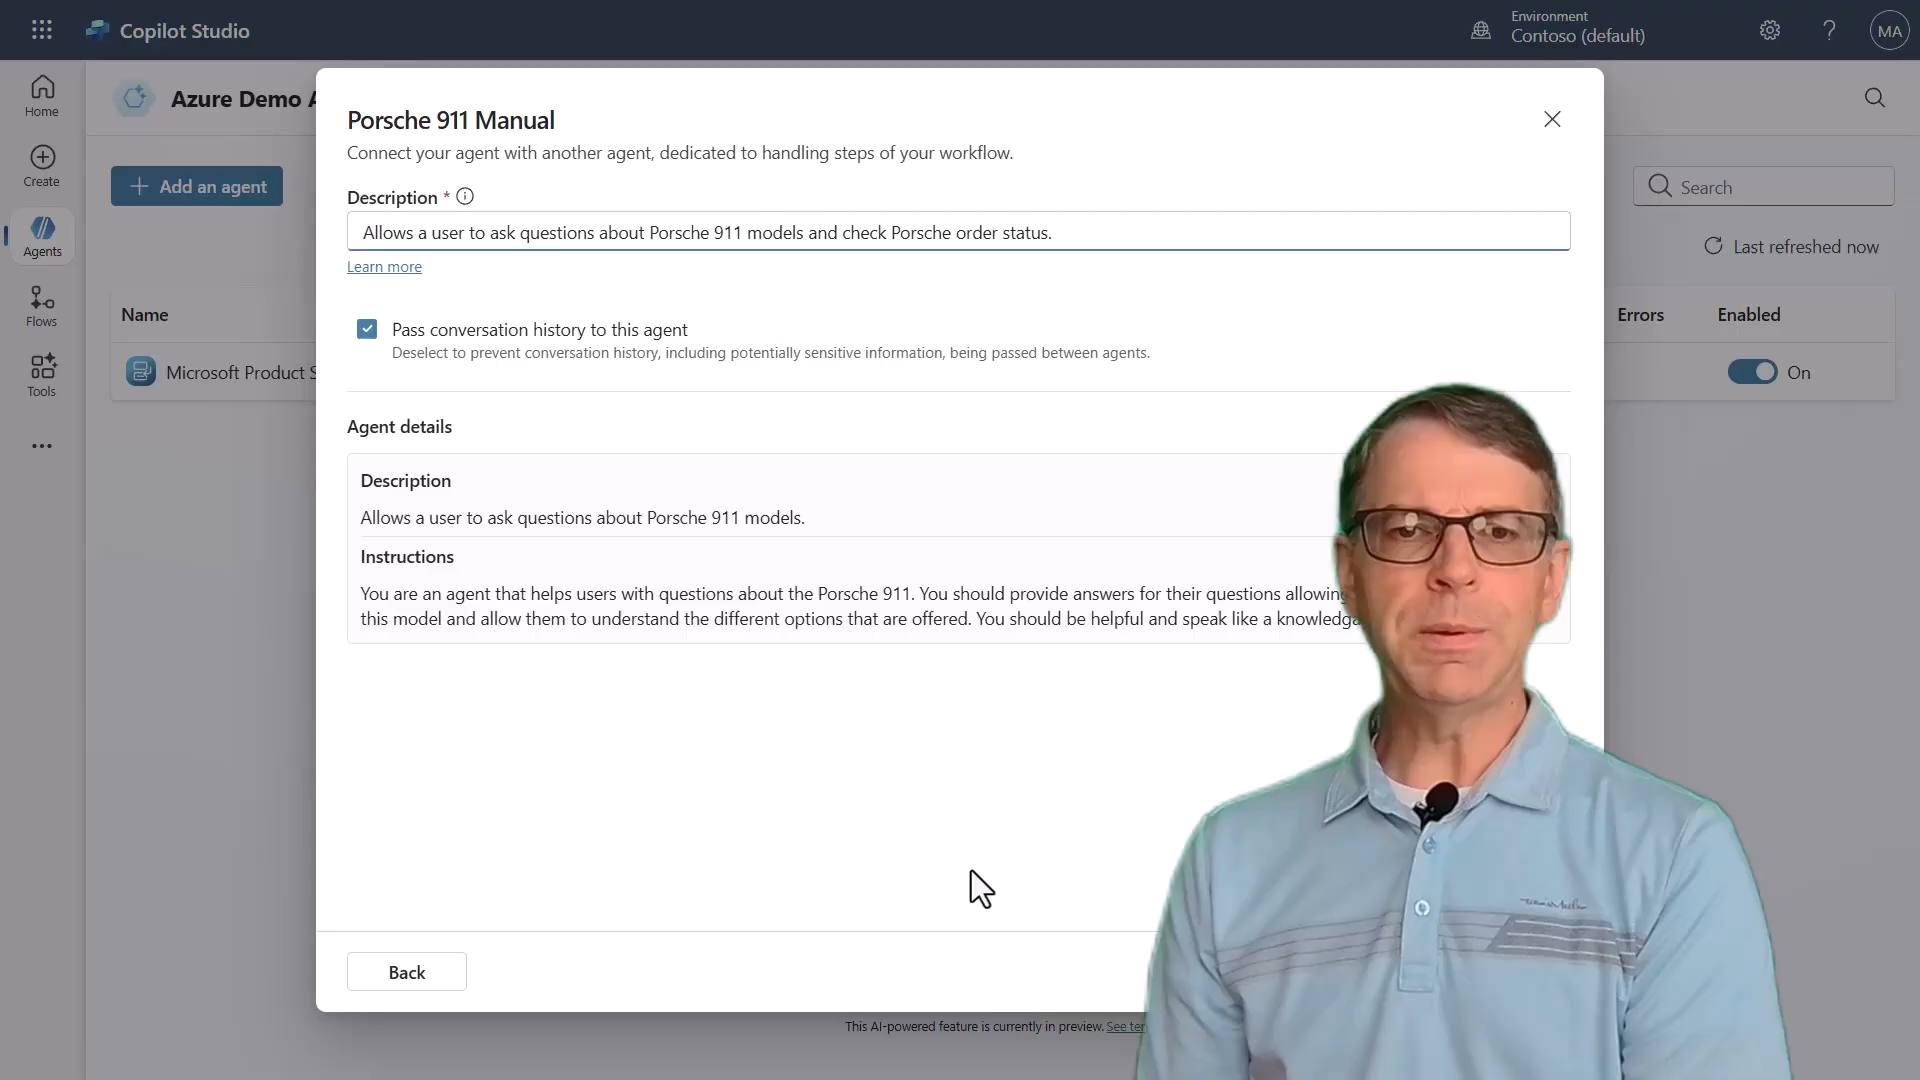 Copilot Studio
Environment
Contoso (default)
?
MA
Home
Create
Agents
Flows
Tools
Azure Demo
Add an agent
Search
Last refreshed now
Name
Errors
Enabled
Microsoft Product
On
Porsche 911 Manual
Connect your agent with another agent, dedicated to handling steps of your workflow.
Description *
Allows a user to ask questions about Porsche 911 models and check Porsche order status.
Learn more
Pass conversation history to this agent
Deselect to prevent conversation history, including potentially sensitive information, being passed between agents.
Agent details
Description
Allows a user to ask questions about Porsche 911 models.
Instructions
You are an agent that helps users with questions about the Porsche 911. You should provide answers for their questions allowing
this model and allow them to understand the different options that are offered. You should be helpful and speak like a
Back
This AI-powered feature is currently in preview. See